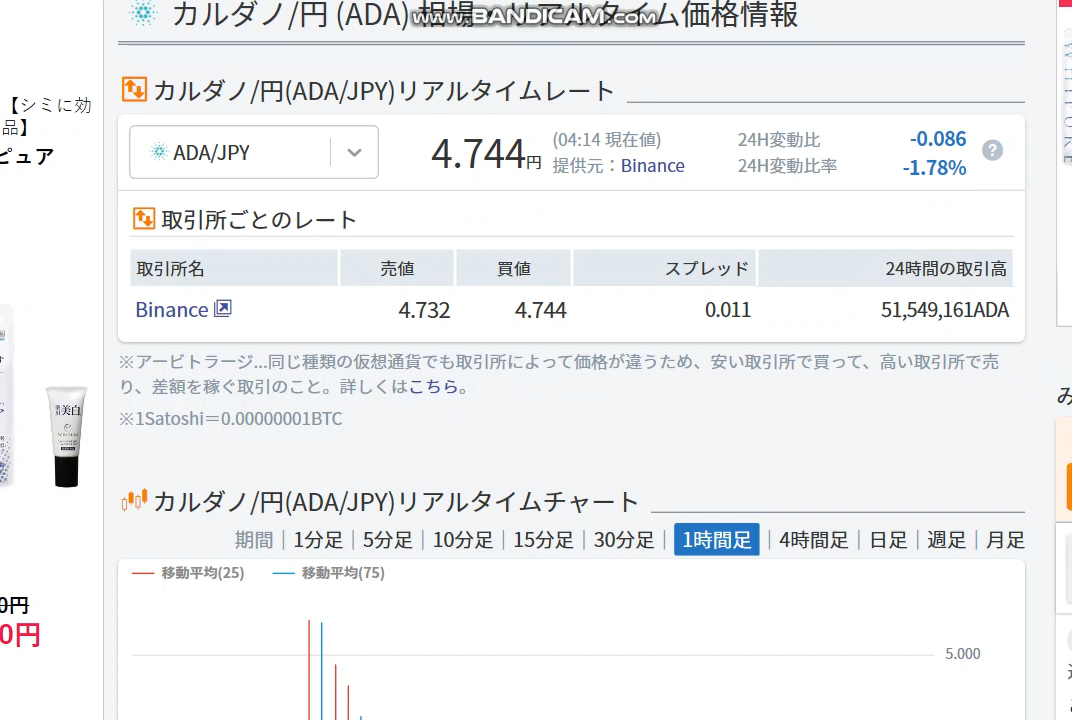 カルダノ/円 (ADA) 相場・リアルタイム価格情報
www.BANDICAM.com
【シミに効
品】
ピュア
カルダノ/円(ADA/JPY)リアルタイムレート
ADA/JPY
4.744円
(04:14 現在値)
提供元：Binance
24H変動比 -0.086
24H変動比率 -1.78%
?
取引所ごとのレート
取引所名 売値 買値 スプレッド 24時間の取引高
Binance 4.732 4.744 0.011 51,549,161ADA
※アービトラージ...同じ種類の仮想通貨でも取引所によって価格が違うため、安い取引所で買って、高い取引所で売
り、差額を稼ぐ取引のこと。詳しくはこちら。
※1Satoshi＝0.00000001BTC
美白
カルダノ/円(ADA/JPY)リアルタイムチャート
期間 | 1分足 | 5分足 | 10分足 | 15分足 | 30分足 | 1時間足 | 4時間足 | 日足 | 週足 | 月足
移動平均(25) 移動平均(75)
0円
0円
5.000
み